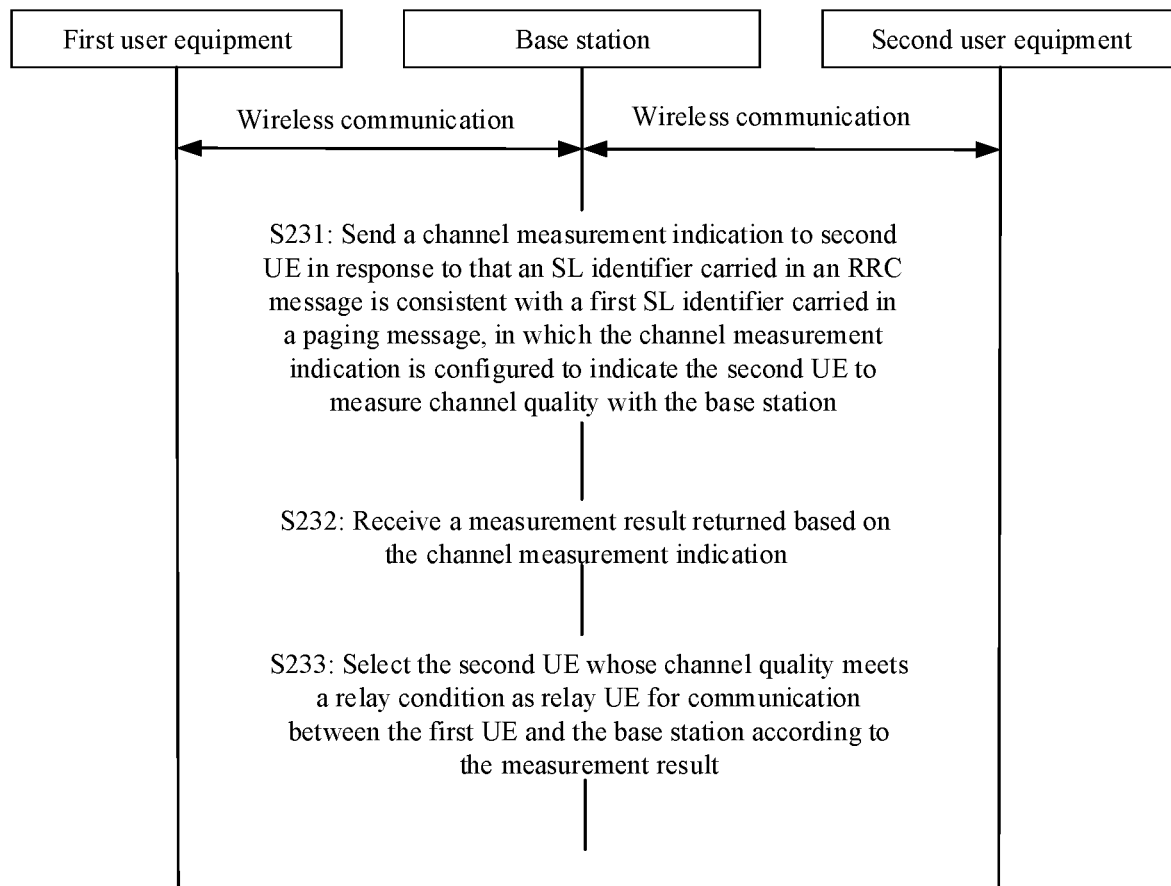 First user equipment
Base station
Second user equipment
Wireless communication
Wireless communication
S231: Send a channel measurement indication to second
UE in response to that an SL identifier carried in an RRC
message is consistent with a first SL identifier carried in
a paging message, in which the channel measurement
indication is configured to indicate the second UE to
measure channel quality with the base station
S232: Receive a measurement result returned based on
the channel measurement indication
S233: Select the second UE whose channel quality meets
a relay condition as relay UE for communication
between the first UE and the base station according to
the measurement result